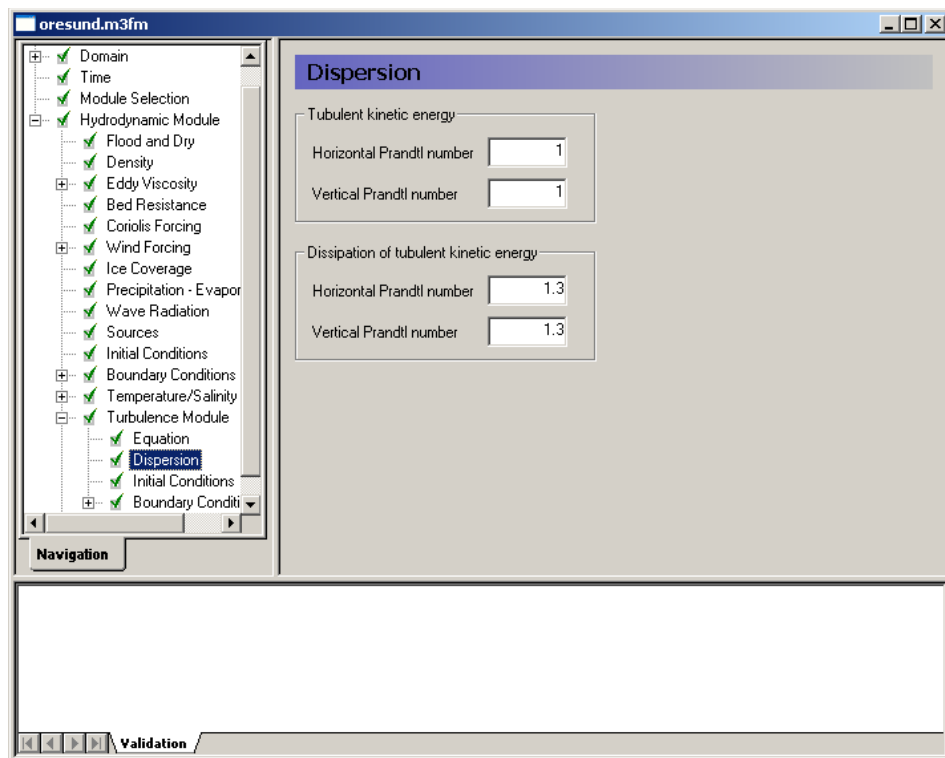 oresund.m3fm
Domain
Time
Module Selection
Hydrodynamic Module
Flood and Dry
Density
Eddy Viscosity
Bed Resistance
Coriolis Forcing
Wind Forcing
Ice Coverage
Precipitation - Evapor
Wave Radiation
Sources
Initial Conditions
Boundary Conditions
Temperature/Salinity
Turbulence Module
Equation
Dispersion
Initial Conditions
Boundary Conditi
Navigation
Dispersion
Tubulent kinetic energy
Horizontal Prandtl number 1
Vertical Prandtl number 1
Dissipation of tubulent kinetic energy
Horizontal Prandtl number 1.3
Vertical Prandtl number 1.3
Validation